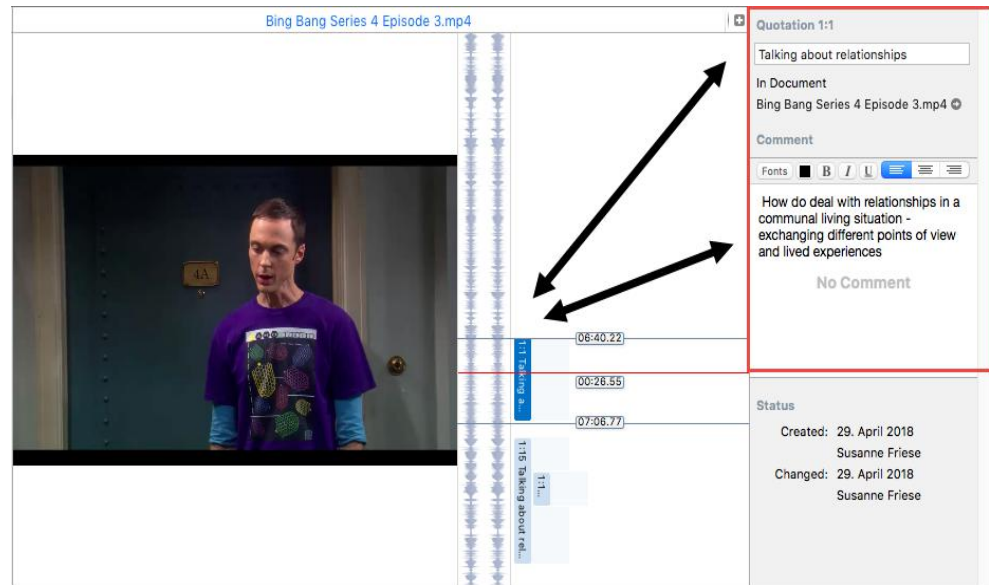 Bing Bang Series 4 Episode 3.mp4
4A
06:40.22
1:1 Talking a...
00:26.55
07:06.77
1:15 Talking about rel...
1:1...
Quotation 1:1
Talking about relationships
In Document
Bing Bang Series 4 Episode 3.mp4
Comment
Fonts B I U
How do deal with relationships in a
communal living situation -
exchanging different points of view
and lived experiences
No Comment
Status
Created: 29. April 2018
Susanne Friese
Changed: 29. April 2018
Susanne Friese